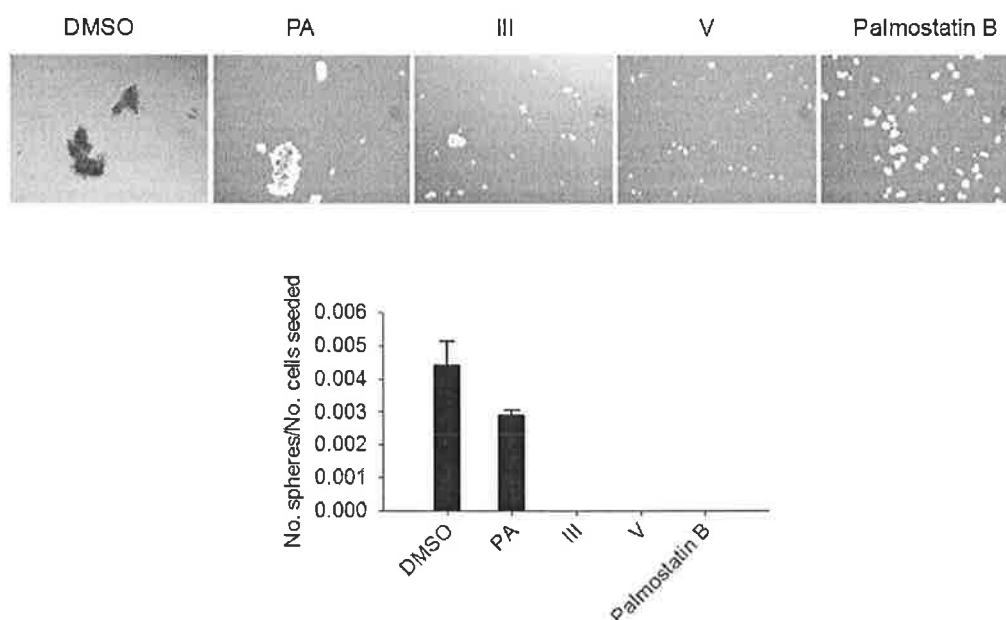 DMSO PA III V Palmostatin B
No. spheres/No. cells seeded
0.006
0.005
0.004
0.003
0.002
0.001
0.000
DMSO PA III V Palmostatin B